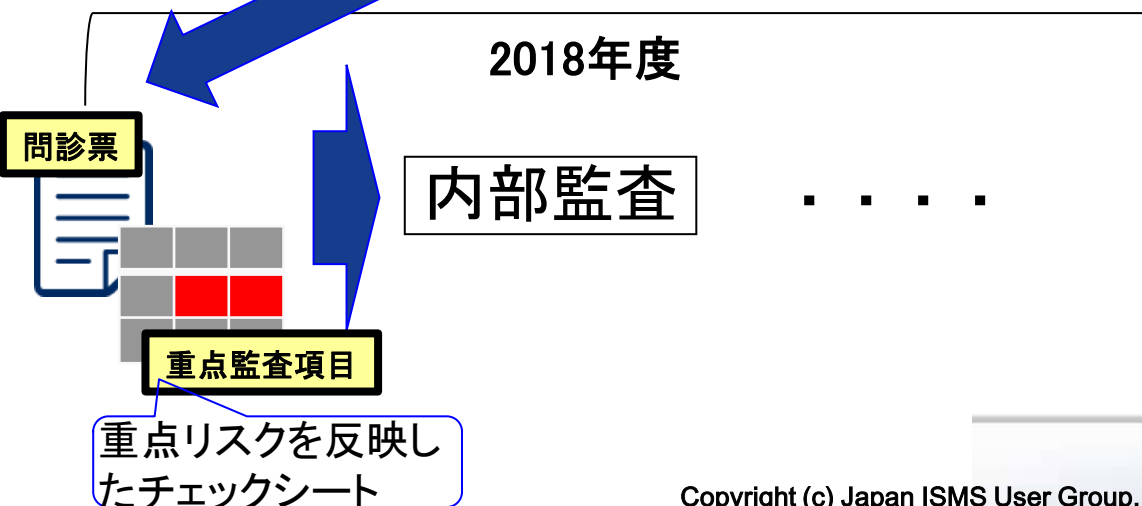 2018年度
問診票
内部監査 ・・・・
重点監査項目
重点リスクを反映し
たチェックシート
Copyright (c) Japan ISMS User Group.